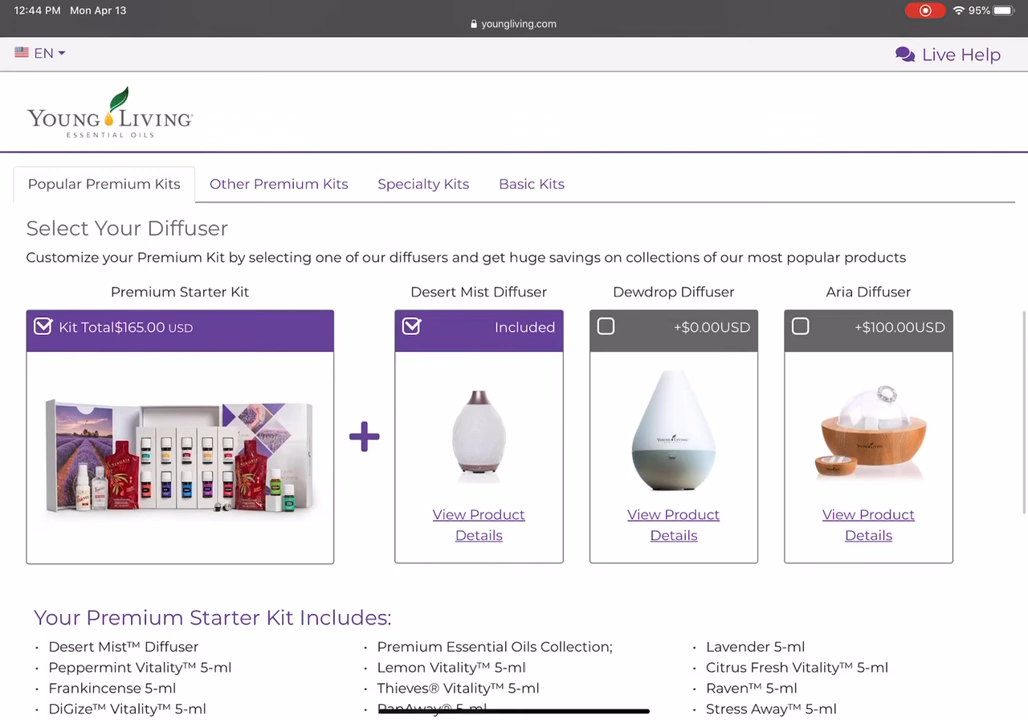 12:44 PM Mon Apr 13
95%
youngliving.com
EN
Live Help
YOUNG LIVING
ESSENTIAL OILS
Popular Premium Kits
Other Premium Kits
Specialty Kits
Basic Kits
Select Your Diffuser
Customize your Premium Kit by selecting one of our diffusers and get huge savings on collections of our most popular products
Premium Starter Kit
Desert Mist Diffuser
Dewdrop Diffuser
Aria Diffuser
Kit Total$165.00 USD
Included
+$0.00USD
+$100.00USD
YOUNG LIVING
View Product
Details
View Product
Details
View Product
Details
Your Premium Starter Kit Includes:
· Desert Mist™ Diffuser
· Premium Essential Oils Collection;
· Lavender 5-ml
· Peppermint Vitality™ 5-ml
· Lemon Vitality™ 5-ml
· Citrus Fresh Vitality™ 5-ml
· Frankincense 5-ml
· Thieves® Vitality™ 5-ml
· Raven™ 5-ml
· DiGize™ Vitality™ 5-ml
· PanAway® 5-ml
· Stress Away™ 5-ml